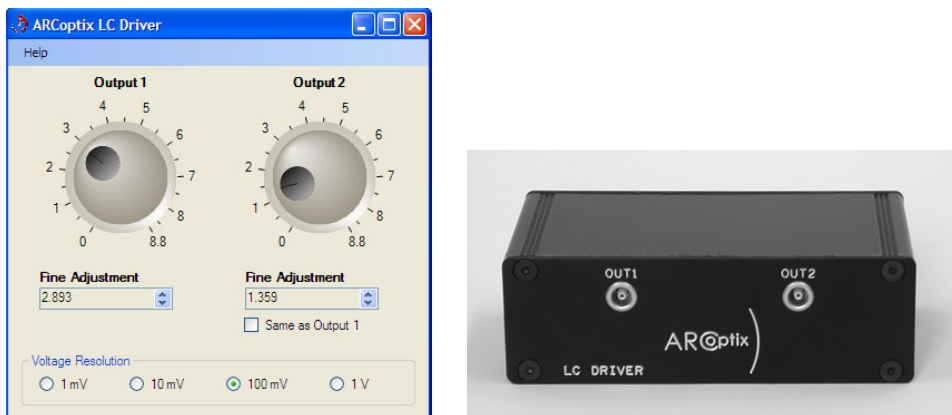 ARCoptix LC Driver
Help
Output 1
Output 2
0 1 2 3 4 5 6 7 8 8.8
0 1 2 3 4 5 6 7 8 8.8
Fine Adjustment
Fine Adjustment
2.893
1.359
Same as Output 1
Voltage Resolution
1 mV 10 mV 100 mV 1 V
OUT1 OUT2
ARCoptix
LC DRIVER